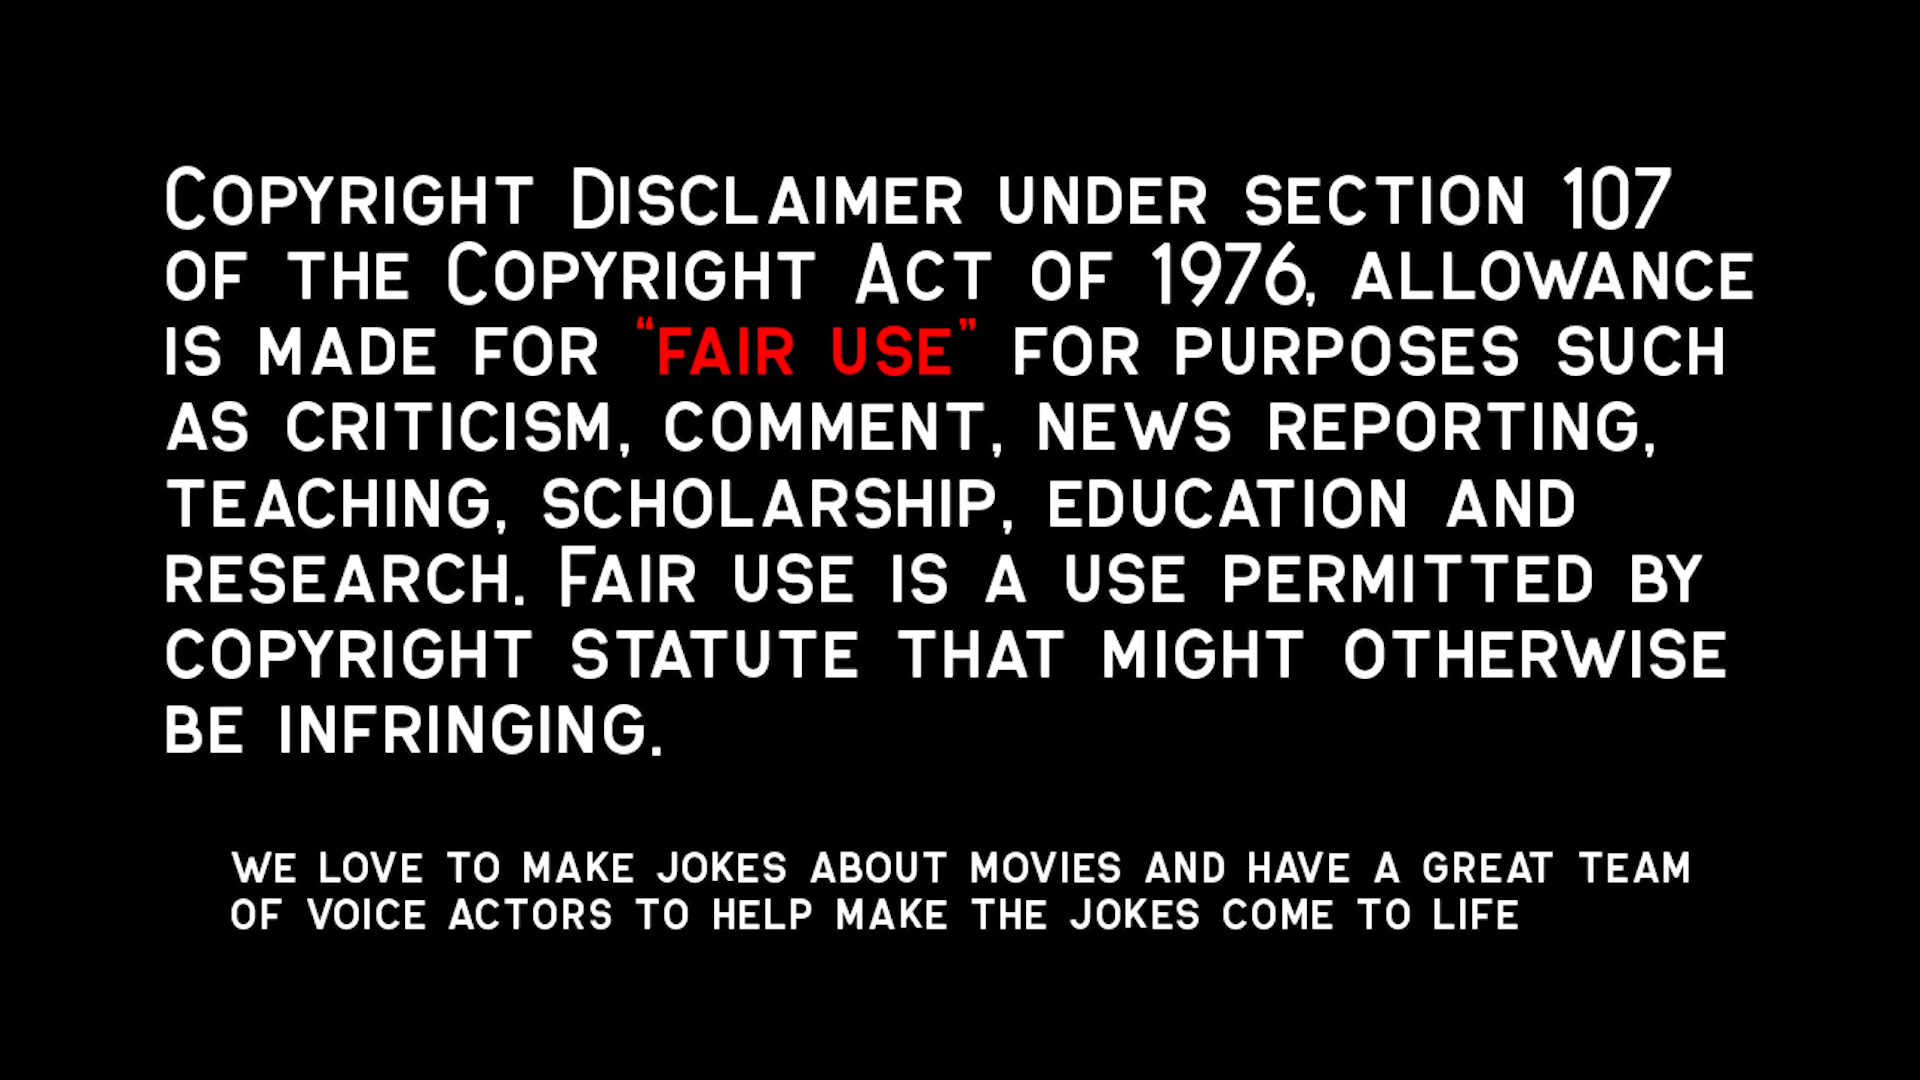 Copyright Disclaimer under section 107
of the Copyright Act of 1976, allowance
is made for “fair use” for purposes such
as criticism, comment, news reporting,
teaching, scholarship, education and
research. Fair use is a use permitted by
copyright statute that might otherwise
be infringing.
we love to make jokes about movies and have a great team
of voice actors to help make the jokes come to life